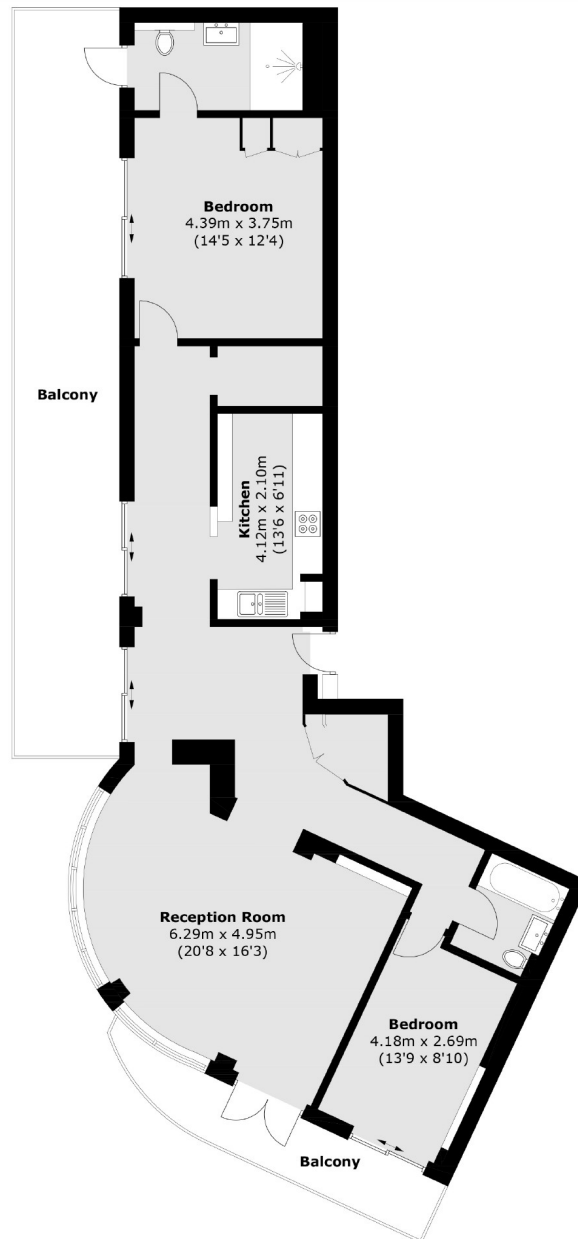 Bedroom
4.39m x 3.75m
(14'5 x 12'4)
Balcony
Kitchen
4.12m x 2.10m
(13'6 x 6'11)
Reception Room
6.29m x 4.95m
(20'8 x 16'3)
Bedroom
4.18m x 2.69m
(13'9 x 8'10)
Balcony